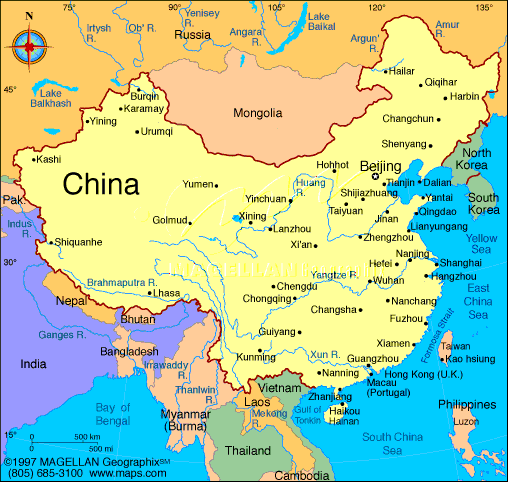 105°
120°
135°
Yenisey
R.
Irtysh
R.
Ob' R.
Russia
Angara
R.
Lake
Baikal
Argun'
R.
Amur
R.
45°
Lake
Balkhash
Burqin
Karamay
Yining
Urumqi
Mongolia
Hailar
Qiqihar
Harbin
Changchun
Shenyang
Kashi
China
Yumen
Hohhot
Beijing
North
Korea
Huang
R.
Yinchuan
Shijiazhuang
Tianjin
Dalian
Pak.
Golmud
Xining
Taiyuan
Yantai
South
Korea
Lanzhou
Jinan
Qingdao
Indus
R.
Shiquanhe
Xi'an
Zhengzhou
Lianyungang
Yellow
Sea
30°
MAGELLAN
Hefei
Nanjing
Shanghai
Brahmaputra R.
Yangtze R.
Hangzhou
Nepal
Lhasa
Chengdu
Wuhan
Chongqing
East
China
Sea
Bhutan
Changsha
Nanchang
Ganges R.
Guiyang
Fuzhou
Formosa Strait
Bangladesh
Kunming
Xun R.
Xiamen
Taiwan
India
Irrawaddy
R.
Guangzhou
Kao hsiung
Nanning
Hong Kong (U.K.)
Thanlwin
R.
Vietnam
Macau
(Portugal)
Laos
Zhanjiang
Bay of
Bengal
Myanmar
(Burma)
Mekong
R.
Gulf of
Tonkin
Haikou
Hainan
Philippines
Luzon
15°
0
500 km
0
500 mi
South China
Sea
Thailand
©1997 MAGELLAN Geographix℠
(805) 685-3100 www.maps.com
Cambodia